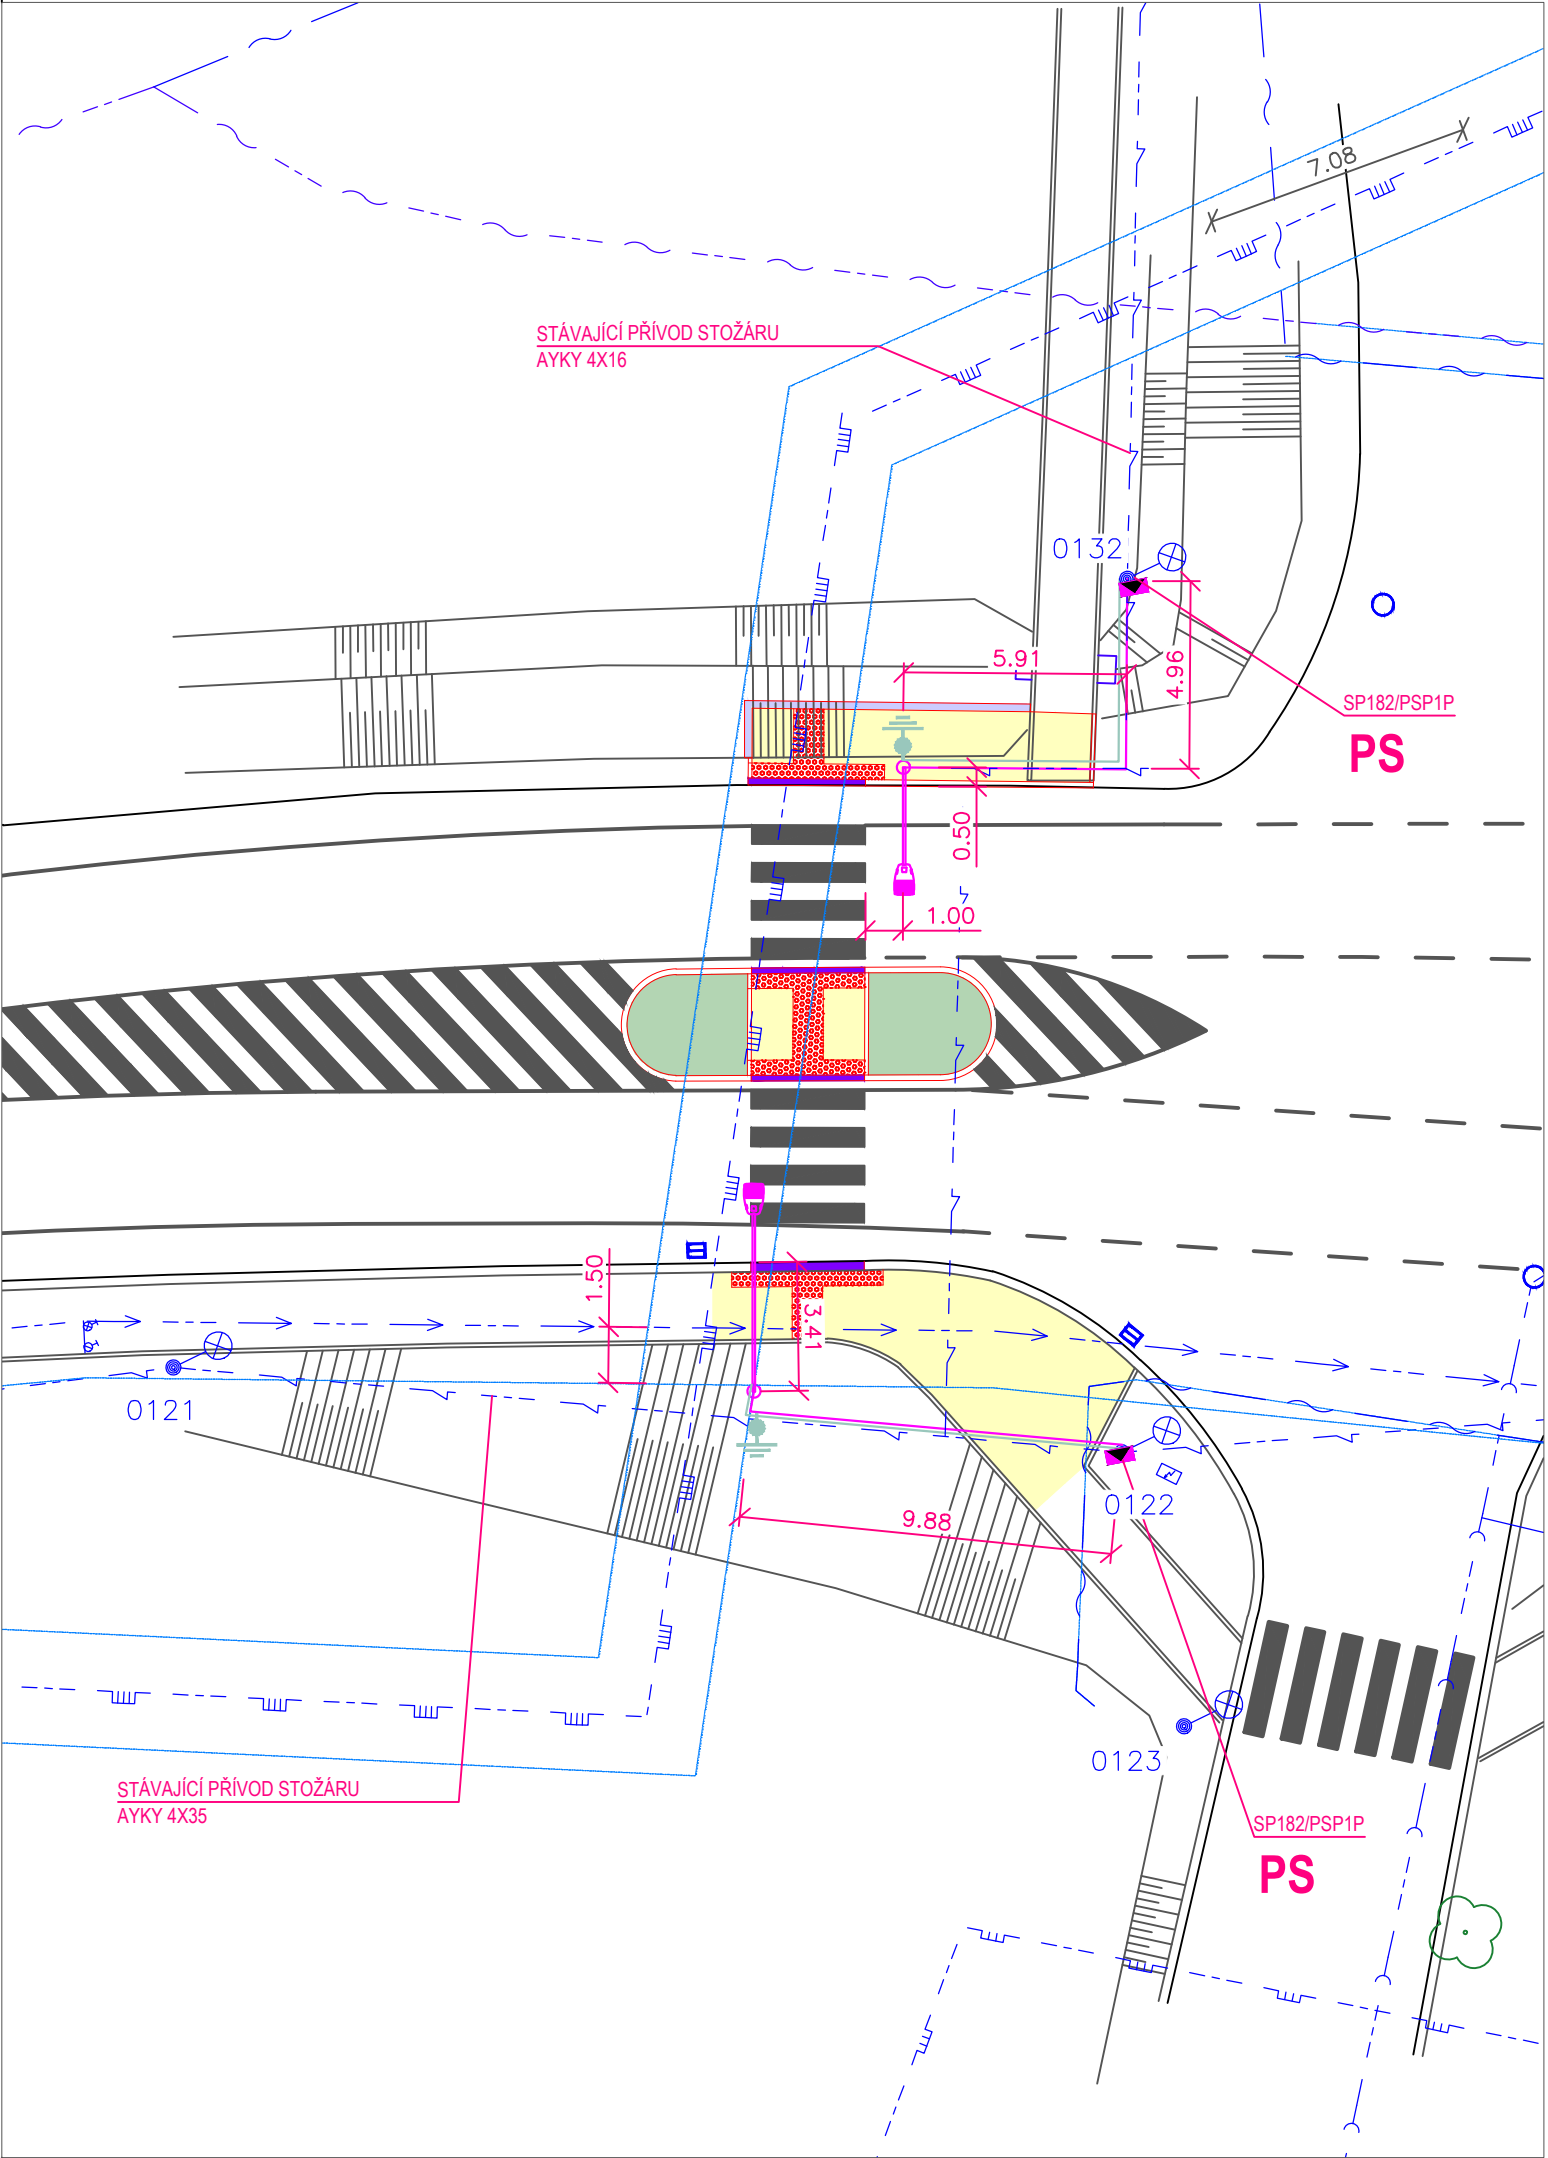 7.08
STÁVAJÍCÍ PŘÍVOD STOŽÁRU
AYKY 4X16
0132
5.91
4.96
SP182/PSP1P
PS
0.50
1.00
1.50
3.41
0121
0122
9.88
0123
STÁVAJÍCÍ PŘÍVOD STOŽÁRU
AYKY 4X35
SP182/PSP1P
PS